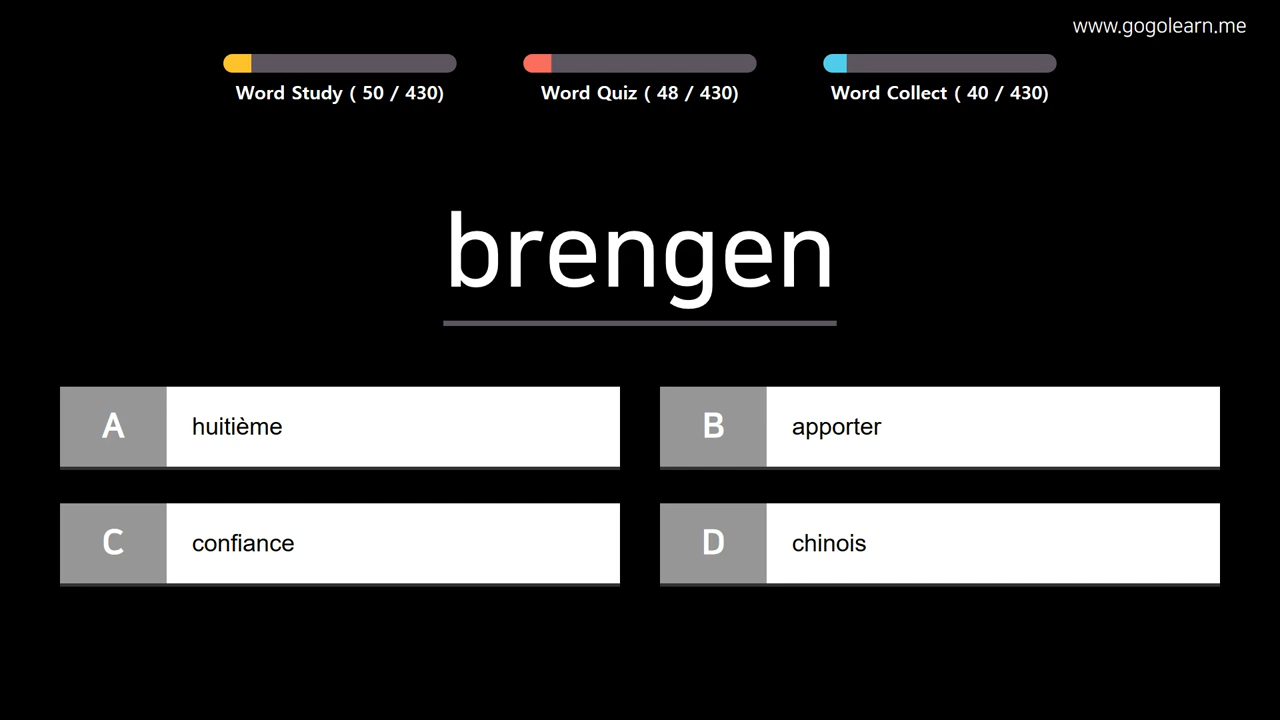 www.gogolearn.me
Word Study ( 50 / 430)
Word Quiz ( 48 / 430)
Word Collect ( 40 / 430)
brengen
A huitième
B apporter
C confiance
D chinois